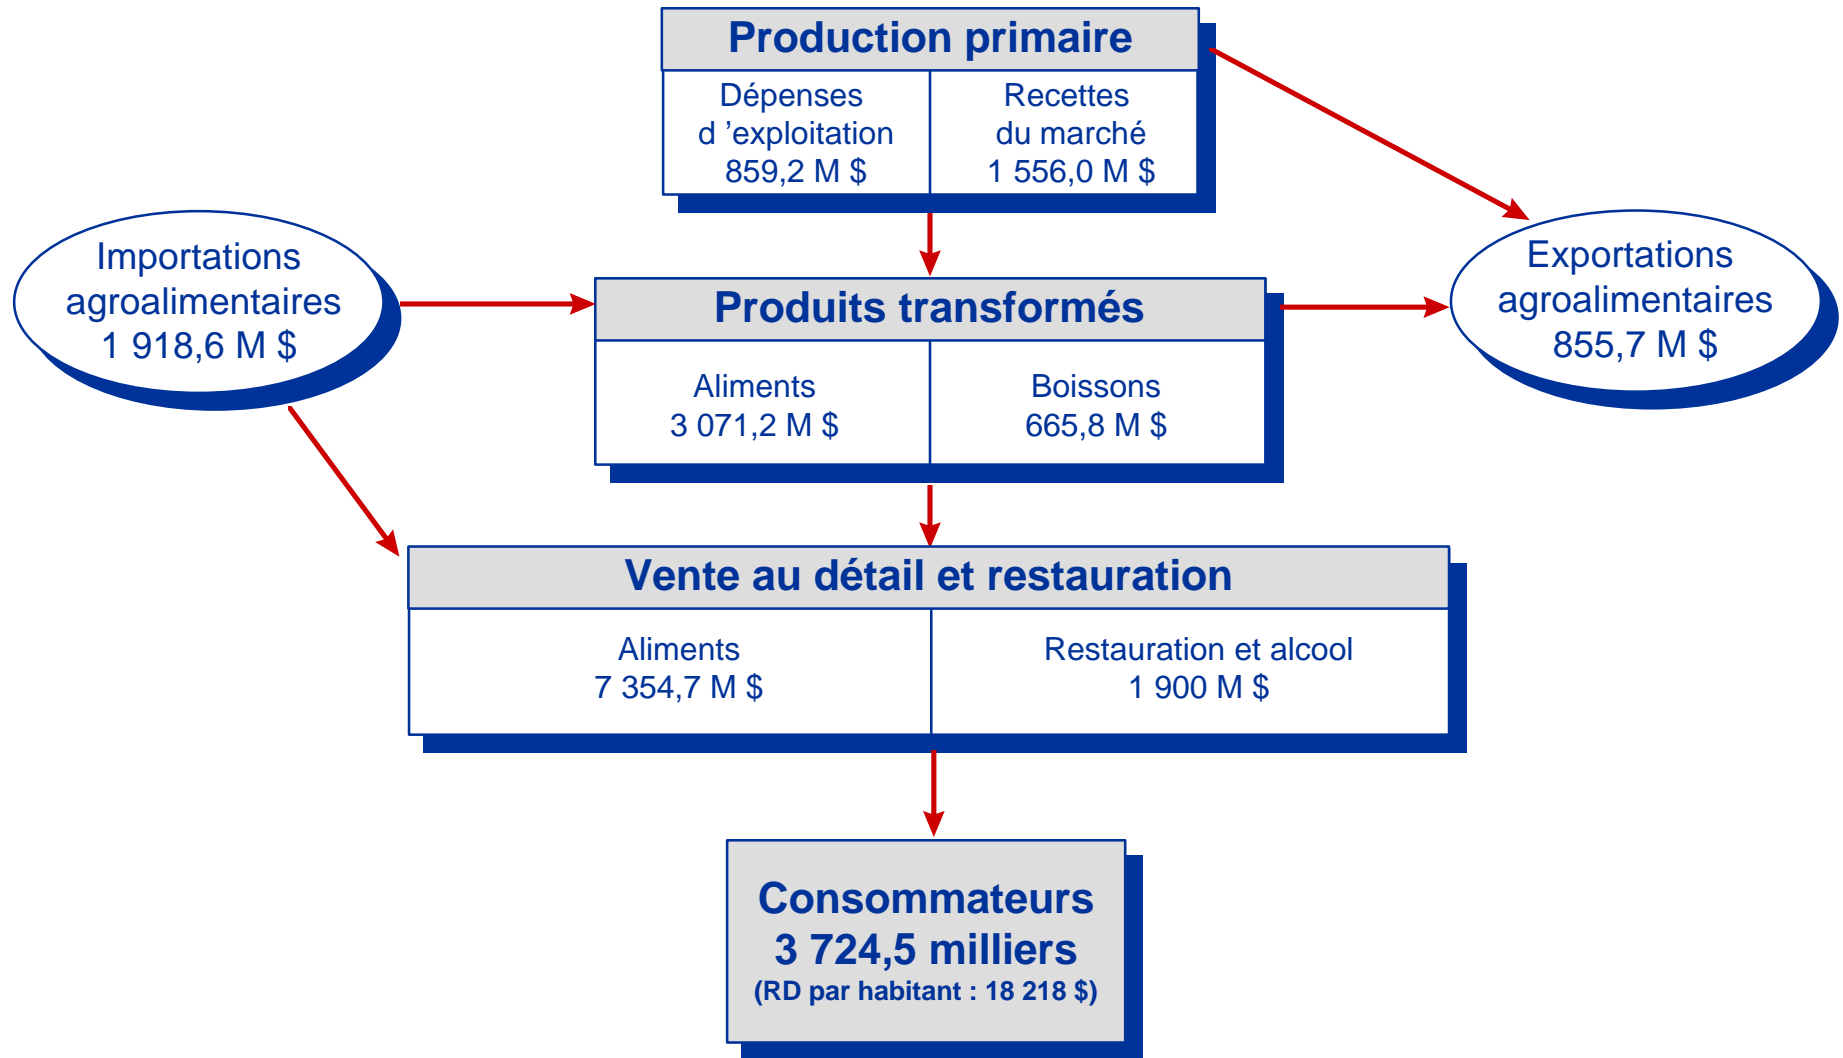 Production primaire
Dépenses
d ’exploitation
859,2 M $
Recettes
du marché
1 556,0 M $
Importations
agroalimentaires
1 918,6 M $
Exportations
agroalimentaires
855,7 M $
Produits transformés
Aliments
3 071,2 M $
Boissons
665,8 M $
Vente au détail et restauration
Aliments
7 354,7 M $
Restauration et alcool
1 900 M $
Consommateurs
3 724,5 milliers
(RD par habitant : 18 218 $)